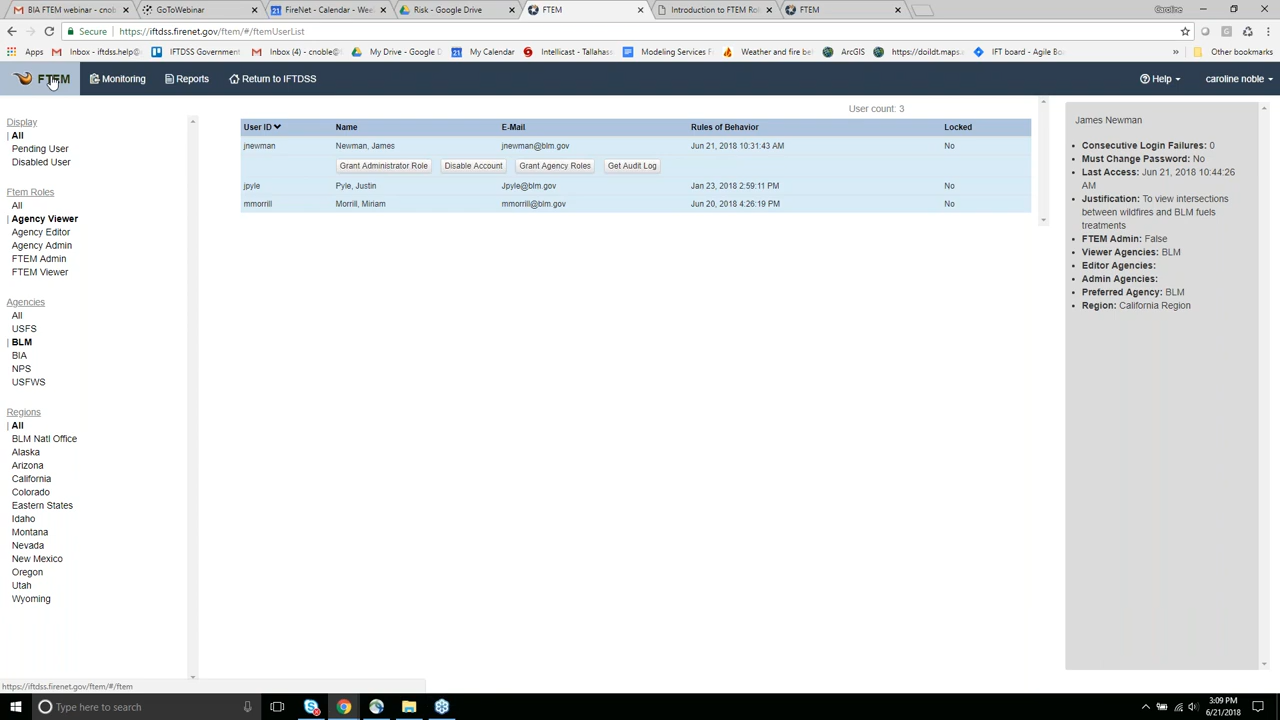 BIA FTEM webinar - cnob
GoToWebinar
FireNet - Calendar - Wee
Risk - Google Drive
FTEM
Introduction to FTEM Ro
FTEM
Caroline
Secure
https://iftdss.firenet.gov/ftem/#/ftemUserList
Apps
Inbox - iftdss.help@
IFTDSS Government
Inbox (4) - cnoble@
My Drive - Google D
My Calendar
Intellicast - Tallahass
Modeling Services F
Weather and fire be
ArcGIS
https://doildt.maps.
IFT board - Agile Boa
Other bookmarks
FTEM
Monitoring
Reports
Return to IFTDSS
Help
caroline noble
Display
All
Pending User
Disabled User
Ftem Roles
All
Agency Viewer
Agency Editor
Agency Admin
FTEM Admin
FTEM Viewer
Agencies
All
USFS
BLM
BIA
NPS
USFWS
Regions
All
BLM Natl Office
Alaska
Arizona
California
Colorado
Eastern States
Idaho
Montana
Nevada
New Mexico
Oregon
Utah
Wyoming
User count: 3
User ID Name E-Mail Rules of Behavior Locked
jnewman Newman, James jnewman@blm.gov Jun 21, 2018 10:31:43 AM No
Grant Administrator Role Disable Account Grant Agency Roles Get Audit Log
jpyle Pyle, Justin Jpyle@blm.gov Jan 23, 2018 2:59:11 PM No
mmorrill Morrill, Miriam mmorrill@blm.gov Jun 20, 2018 4:26:19 PM No
James Newman
Consecutive Login Failures: 0
Must Change Password: No
Last Access: Jun 21, 2018 10:44:26
AM
Justification: To view intersections
between wildfires and BLM fuels
treatments
FTEM Admin: False
Viewer Agencies: BLM
Editor Agencies:
Admin Agencies:
Preferred Agency: BLM
Region: California Region
https://iftdss.firenet.gov/ftem/#/ftem
Type here to search
3:09 PM
6/21/2018